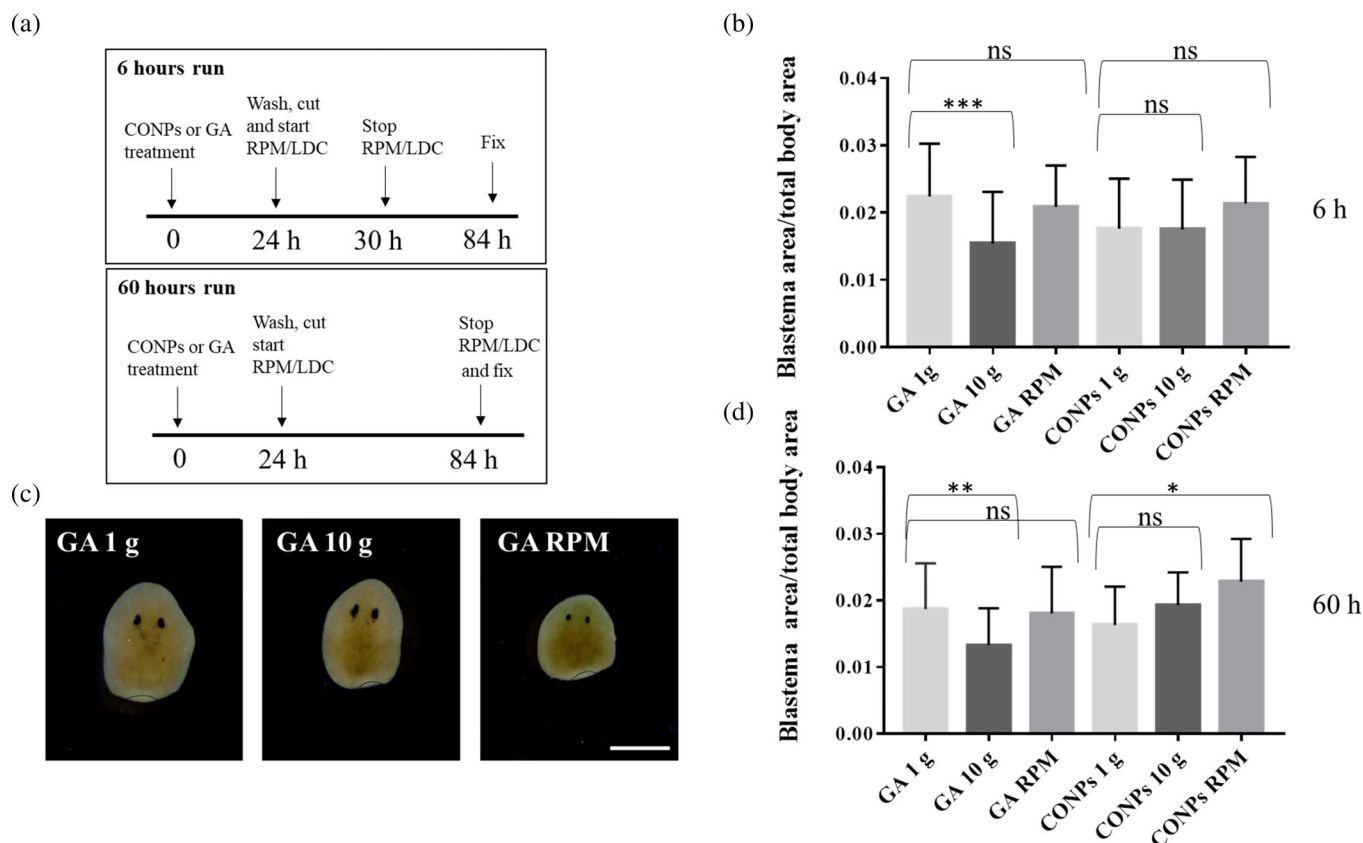 (a)
6 hours run
CONPs or GA
treatment
Wash, cut
and start
RPM/LDC
Stop
RPM/LDC
Fix
0
24 h
30 h
84 h
60 hours run
CONPs or GA
treatment
Wash, cut
start
RPM/LDC
Stop
RPM/LDC
and fix
0
24 h
84 h
(b)
Blastema area/total body area
0.04
0.03
0.02
0.01
0.00
ns
ns
***
ns
GA 1g
GA 10 g
GA RPM
CONPs 1 g
CONPs 10 g
CONPs RPM
6 h
(c)
GA 1 g
GA 10 g
GA RPM
(d)
Blastema area/total body area
0.04
0.03
0.02
0.01
0.00
**
*
ns
ns
GA 1 g
GA 10 g
GA RPM
CONPs 1 g
CONPs 10 g
CONPs RPM
60 h